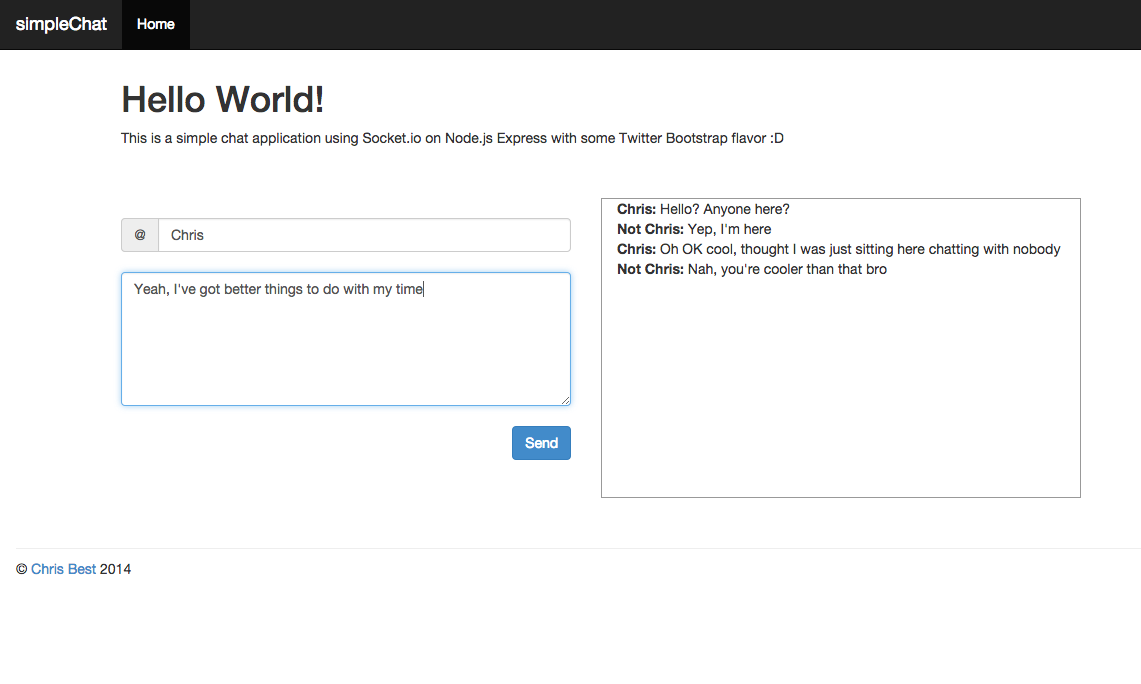 simpleChat Home
Hello World!
This is a simple chat application using Socket.io on Node.js Express with some Twitter Bootstrap flavor :D
@ Chris
Yeah, I've got better things to do with my time
Send
Chris: Hello? Anyone here?
Not Chris: Yep, I'm here
Chris: Oh OK cool, thought I was just sitting here chatting with nobody
Not Chris: Nah, you're cooler than that bro
© Chris Best 2014